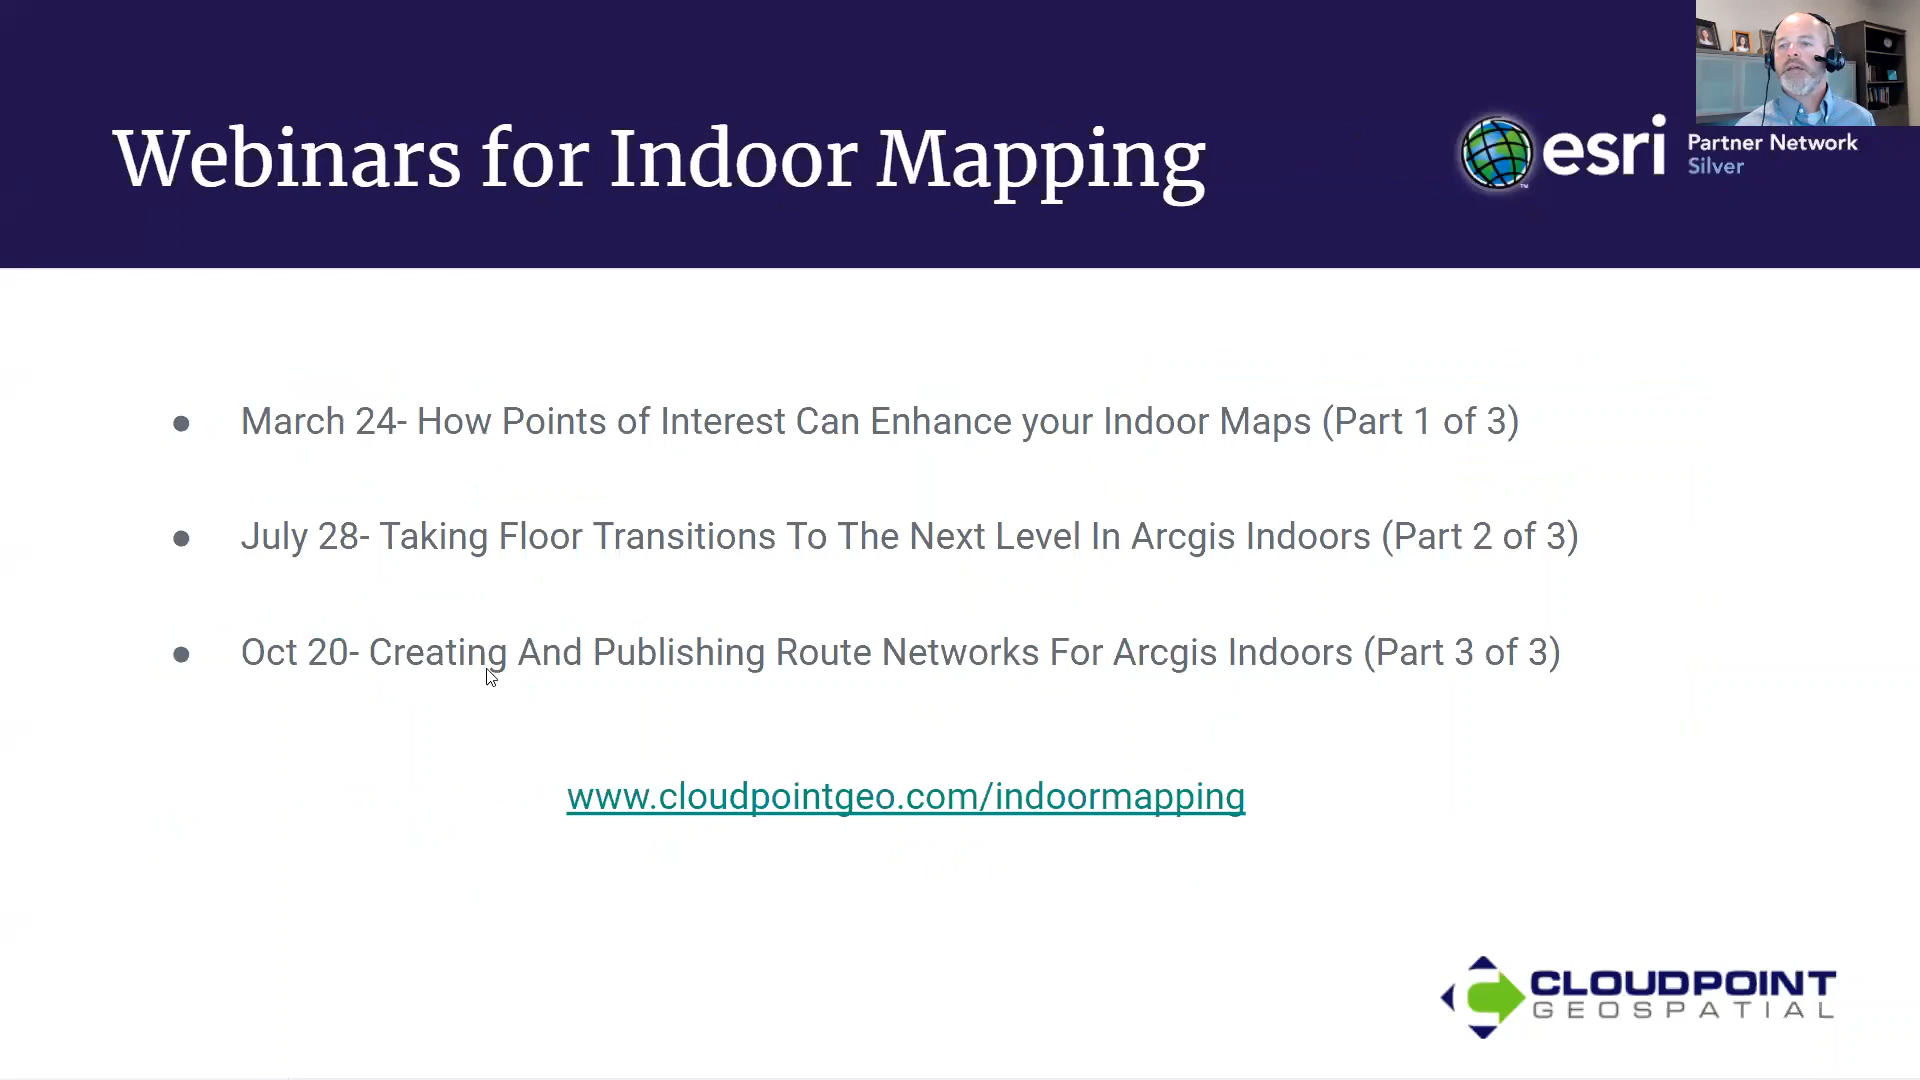 Webinars for Indoor Mapping
esri Partner Network
Silver
● March 24- How Points of Interest Can Enhance your Indoor Maps (Part 1 of 3)
● July 28- Taking Floor Transitions To The Next Level In Arcgis Indoors (Part 2 of 3)
● Oct 20- Creating And Publishing Route Networks For Arcgis Indoors (Part 3 of 3)
www.cloudpointgeo.com/indoormapping
CLOUDPOINT
GEOSPATIAL